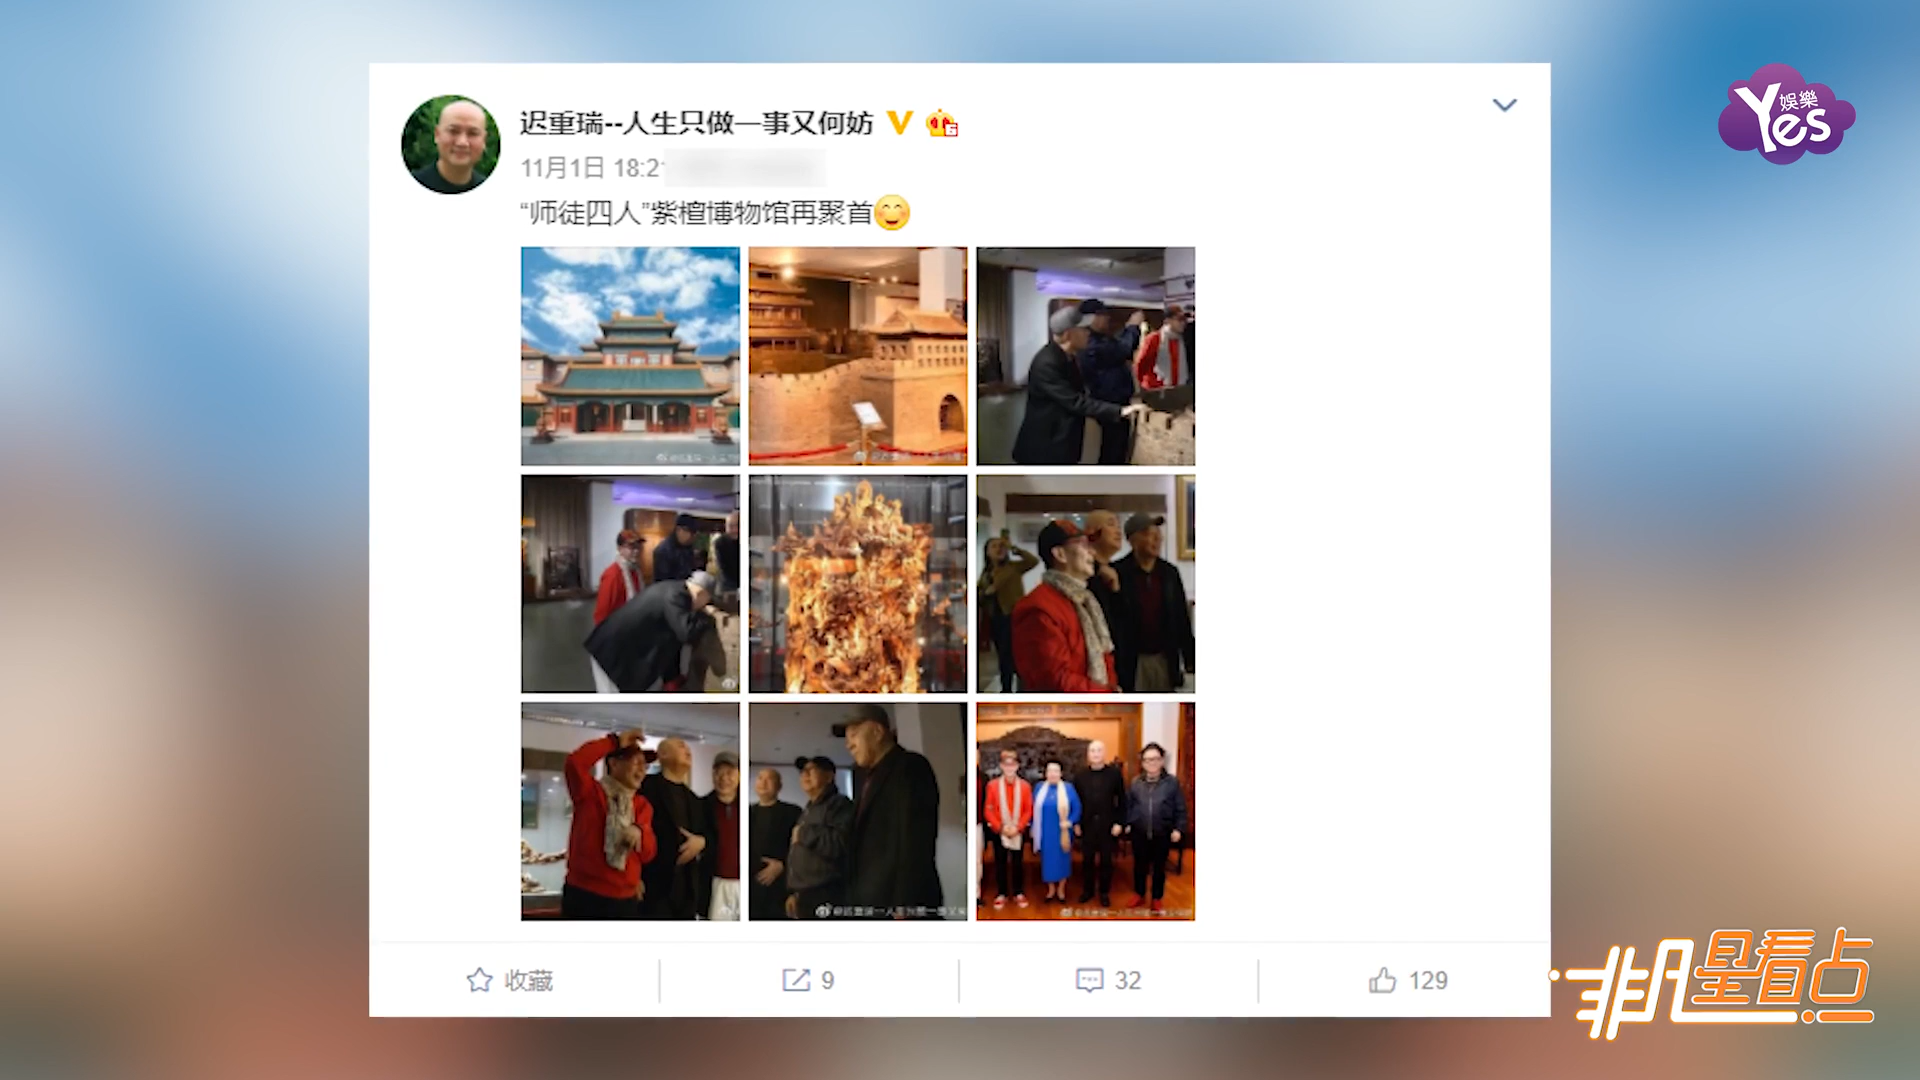 迟重瑞--人生只做一事又何妨
11月1日 18:2
“师徒四人”紫檀博物馆再聚首
收藏
9
32
129
Yes
娱樂
非凡星看点